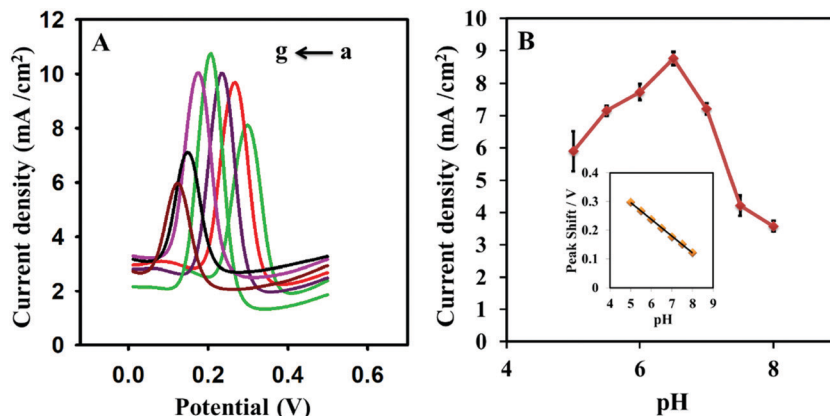 A
g ← a
12
10
8
6
4
2
0
0.0 0.2 0.4 0.6
Current density (mA /cm²)
Potential (V)
B
10
9
8
7
6
5
4
3
2
1
0
4 6 8
Current density (mA /cm²)
pH
0.4
0.3
0.2
0.1
0
4 5 6 7 8 9
Peak Shift / V
pH